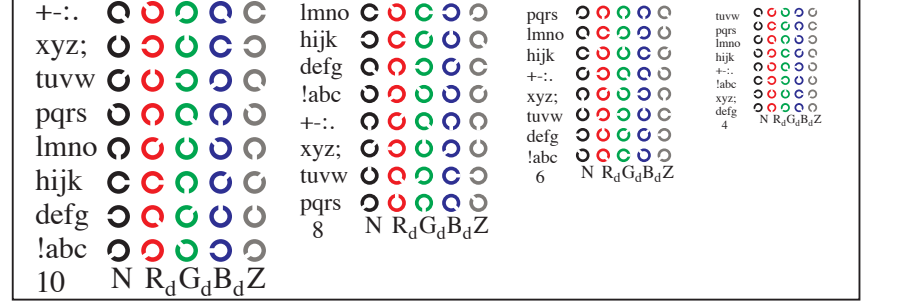 +-:.
xyz;
tuvw
pqrs
lmno
hijk
defg
!abc
10 N RdGdBdZ
lmno
hijk
defg
!abc
+-:.
xyz;
tuvw
pqrs
8 N RdGdBdZ
pqrs
lmno
hijk
+-:.
xyz;
tuvw
defg
!abc
6 N RdGdBdZ
tuvw
pqrs
lmno
hijk
+-:.
!abc
xyz;
defg
4 N RdGdBdZ